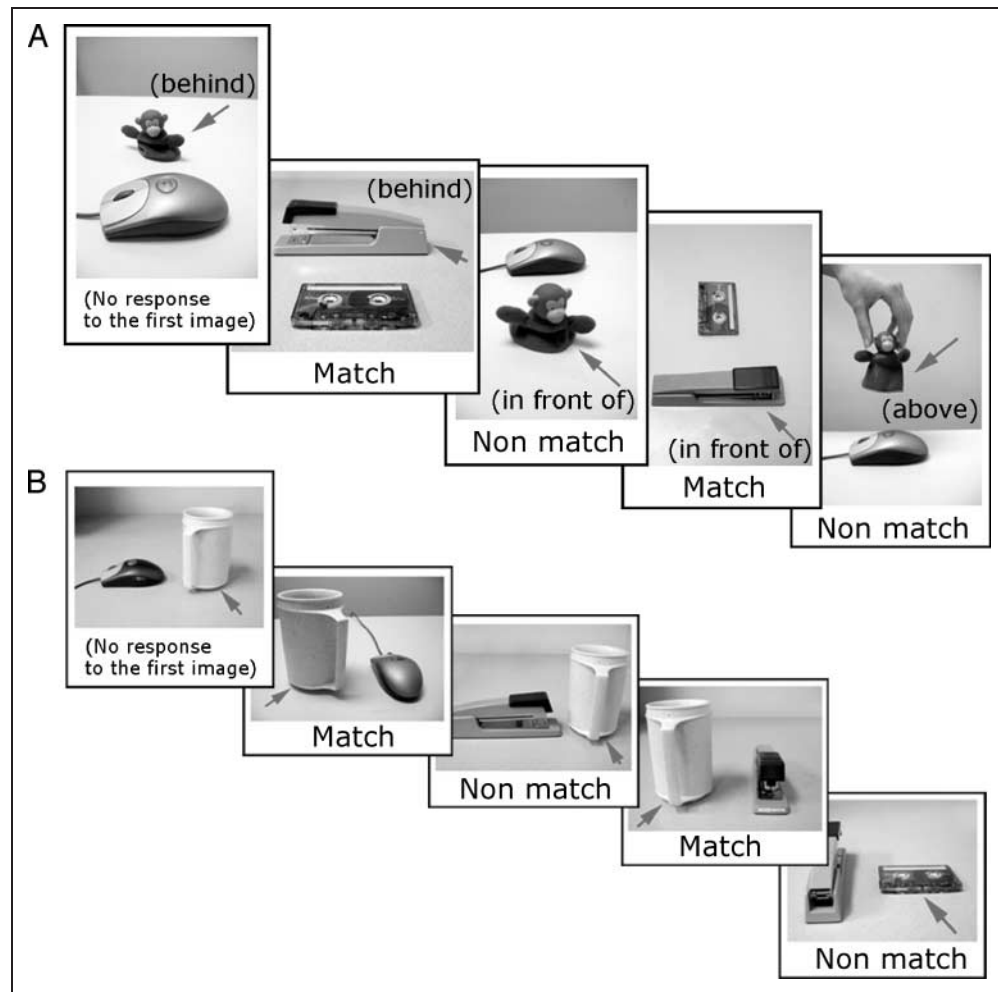 A
(behind)
(No response
to the first image)
(behind)
Match
(in front of)
Non match
(in front of)
Match
(above)
Non match
B
(No response
to the first image)
Match
Non match
Match
Non match